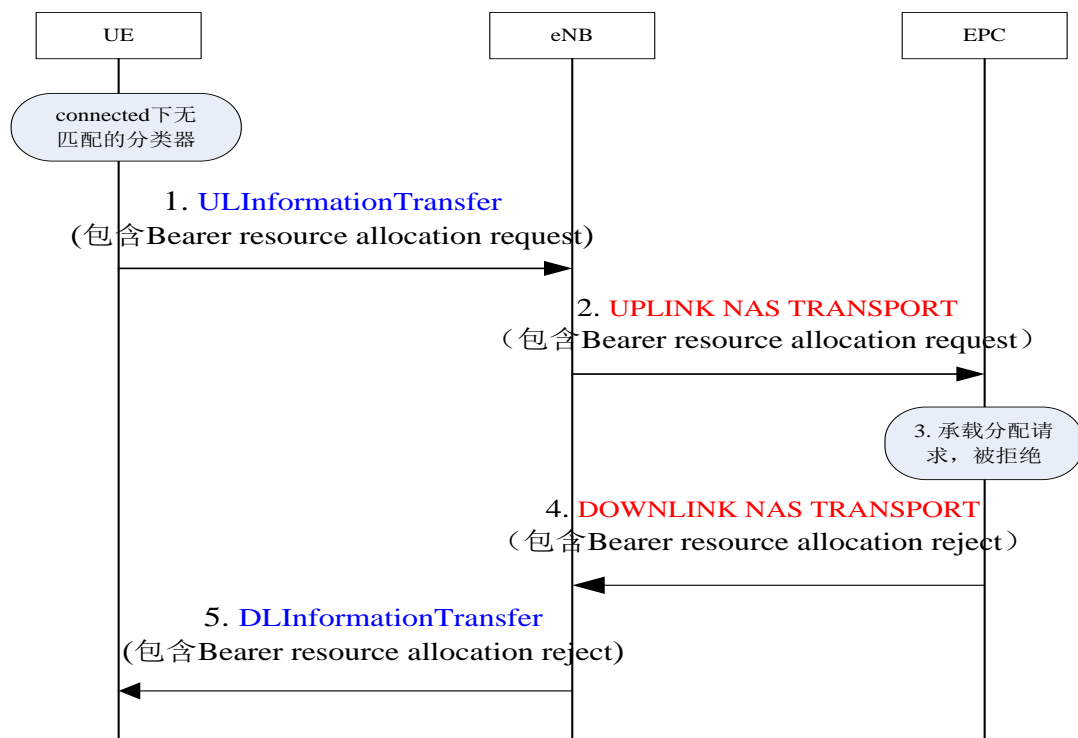 UE
eNB
EPC
connected下无
匹配的分类器
1. ULInformationTransfer
(包含Bearer resource allocation request)
2. UPLINK NAS TRANSPORT
（包含Bearer resource allocation request）
3. 承载分配请
求，被拒绝
4. DOWNLINK NAS TRANSPORT
（包含Bearer resource allocation reject）
5. DLInformationTransfer
(包含Bearer resource allocation reject)